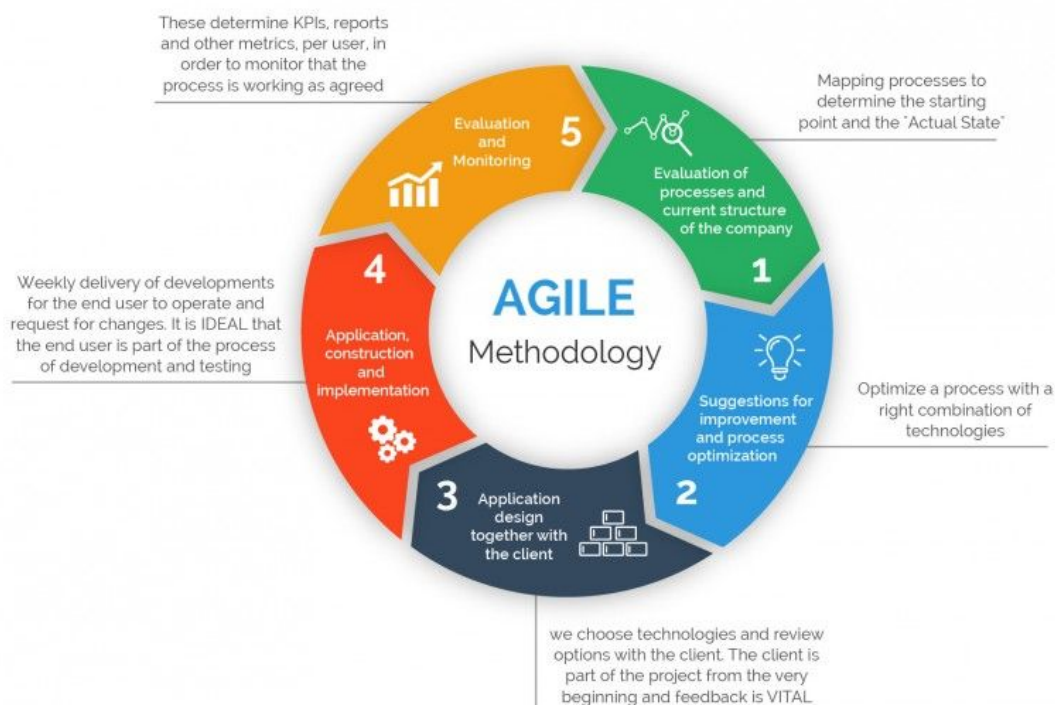 These determine KPIs, reports
and other metrics, per user, in
order to monitor that the
process is working as agreed
Mapping processes to
determine the starting
point and the "Actual State"
5
Evaluation
and
Monitoring
Evaluation of
processes and
current structure
of the company
1
4
Weekly delivery of developments
for the end user to operate and
request for changes. It is IDEAL that
the end user is part of the process
of development and testing
Application,
construction
and
implementation
AGILE
Methodology
Suggestions for
improvement
and process
optimization
2
Optimize a process with a
right combination of
technologies
3
Application
design
together with
the client
we choose technologies and review
options with the client. The client is
part of the project from the very
beginning and feedback is VITAL